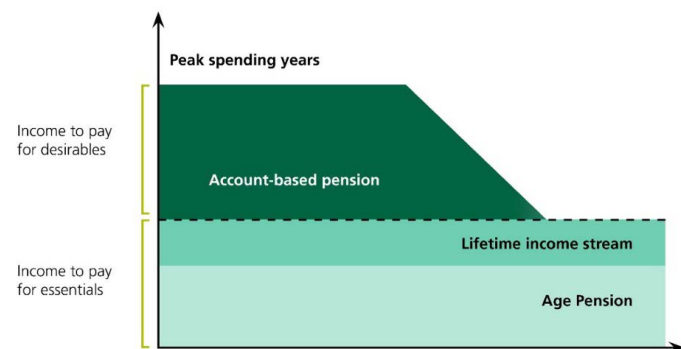 Peak spending years
Income to pay
for desirables
Account-based pension
Lifetime income stream
Income to pay
for essentials
Age Pension